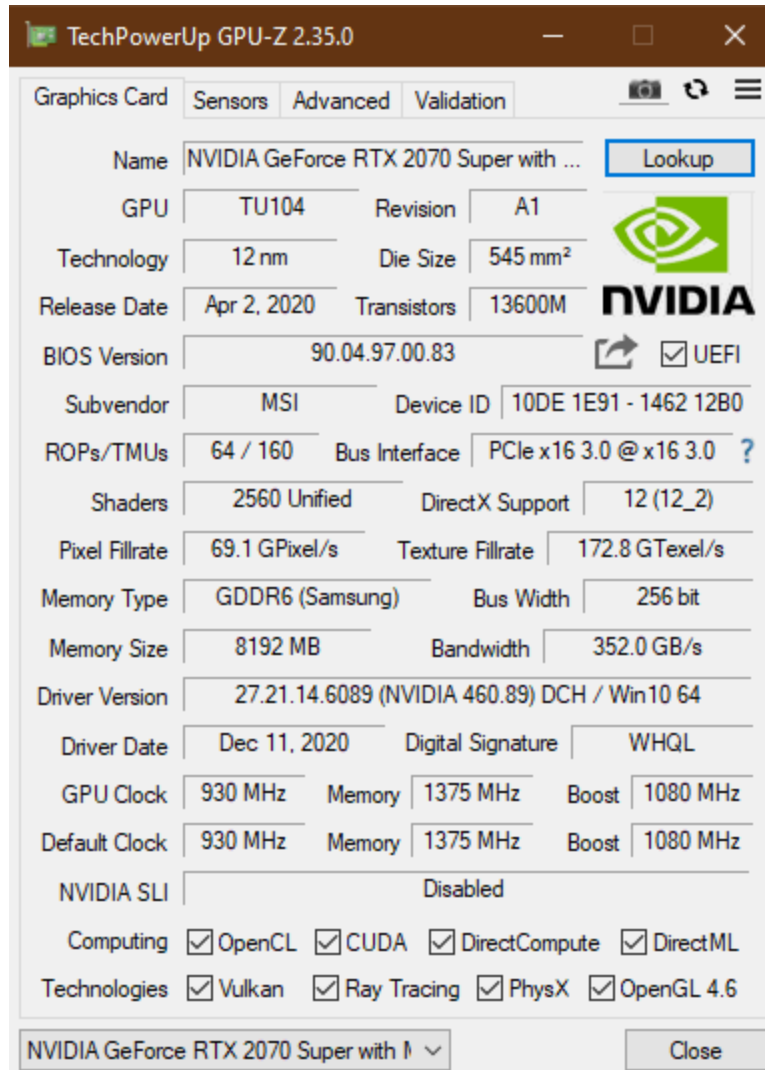 TechPowerUp GPU-Z 2.35.0
Graphics Card Sensors Advanced Validation
Name NVIDIA GeForce RTX 2070 Super with ... Lookup
GPU TU104 Revision A1
Technology 12 nm Die Size 545 mm²
Release Date Apr 2, 2020 Transistors 13600M
NVIDIA
BIOS Version 90.04.97.00.83 UEFI
Subvendor MSI Device ID 10DE 1E91 - 1462 12B0
ROPs/TMUs 64 / 160 Bus Interface PCIe x16 3.0 @ x16 3.0 ?
Shaders 2560 Unified DirectX Support 12 (12_2)
Pixel Fillrate 69.1 GPixel/s Texture Fillrate 172.8 GTexel/s
Memory Type GDDR6 (Samsung) Bus Width 256 bit
Memory Size 8192 MB Bandwidth 352.0 GB/s
Driver Version 27.21.14.6089 (NVIDIA 460.89) DCH / Win10 64
Driver Date Dec 11, 2020 Digital Signature WHQL
GPU Clock 930 MHz Memory 1375 MHz Boost 1080 MHz
Default Clock 930 MHz Memory 1375 MHz Boost 1080 MHz
NVIDIA SLI Disabled
Computing OpenCL CUDA DirectCompute DirectML
Technologies Vulkan Ray Tracing PhysX OpenGL 4.6
NVIDIA GeForce RTX 2070 Super with Close